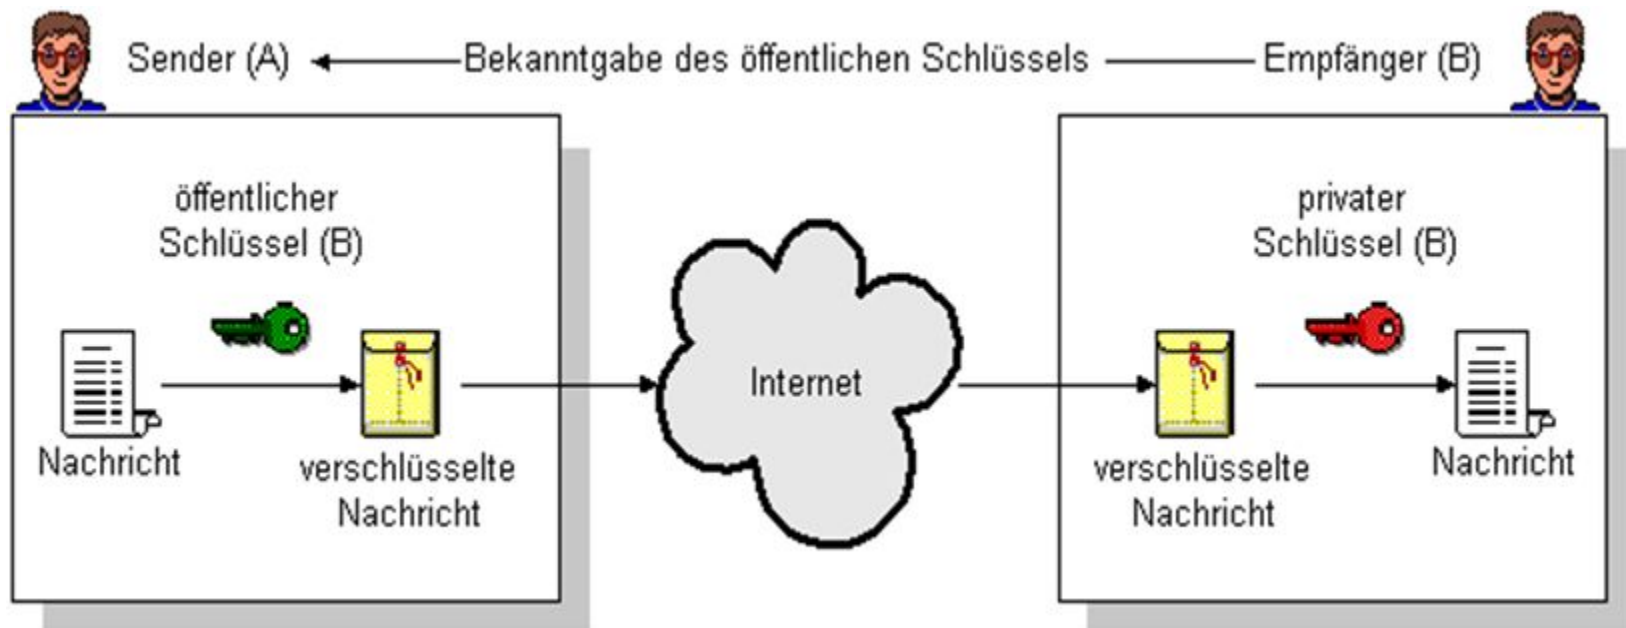 Sender (A)
Bekanntgabe des öffentlichen Schlüssels
Empfänger (B)
öffentlicher
Schlüssel (B)
Nachricht
verschlüsselte
Nachricht
Internet
privater
Schlüssel (B)
verschlüsselte
Nachricht
Nachricht